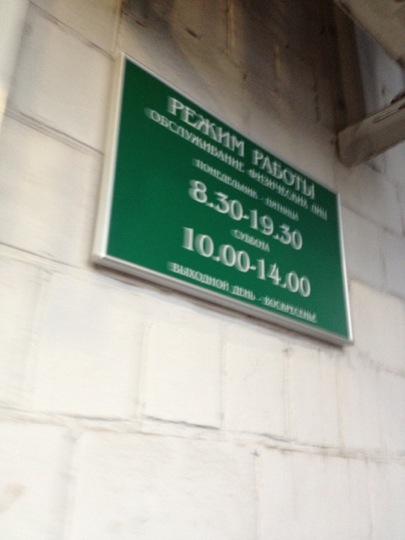 РЕЖИМ РАБОТЫ
ОБСЛУЖИВАНИЕ ФИЗИЧЕСКИХ ЛИЦ
ПОНЕДЕЛЬНИК - ПЯТНИЦА
8.30-19.30
СУББОТА
10.00-14.00
ВЫХОДНОЙ ДЕНЬ - ВОСКРЕСЕНЬЕ